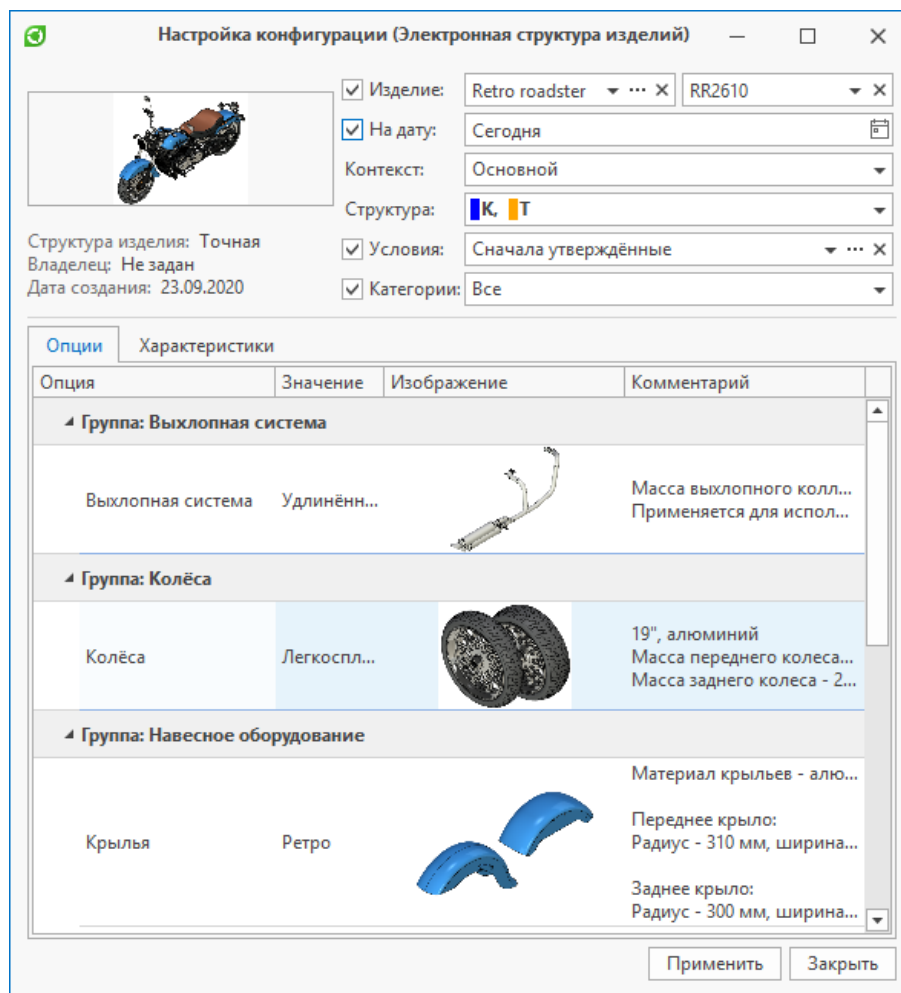 Настройка конфигурации (Электронная структура изделий)
Изделие: Retro roadster RR2610
На дату: Сегодня
Контекст: Основной
Структура: К, Т
Условия: Сначала утверждённые
Категории: Все
Структура изделия: Точная
Владелец: Не задан
Дата создания: 23.09.2020
Опции Характеристики
Опция Значение Изображение Комментарий
Группа: Выхлопная система
Выхлопная система Удлинённ...
Масса выхлопного колл...
Применяется для испол...
Группа: Колёса
Колёса Легкоспл...
19", алюминий
Масса переднего колеса...
Масса заднего колеса - 2...
Группа: Навесное оборудование
Крылья Ретро
Материал крыльев - алю...
Переднее крыло:
Радиус - 310 мм, ширина...
Заднее крыло:
Радиус - 300 мм, ширина...
Применить Закрыть